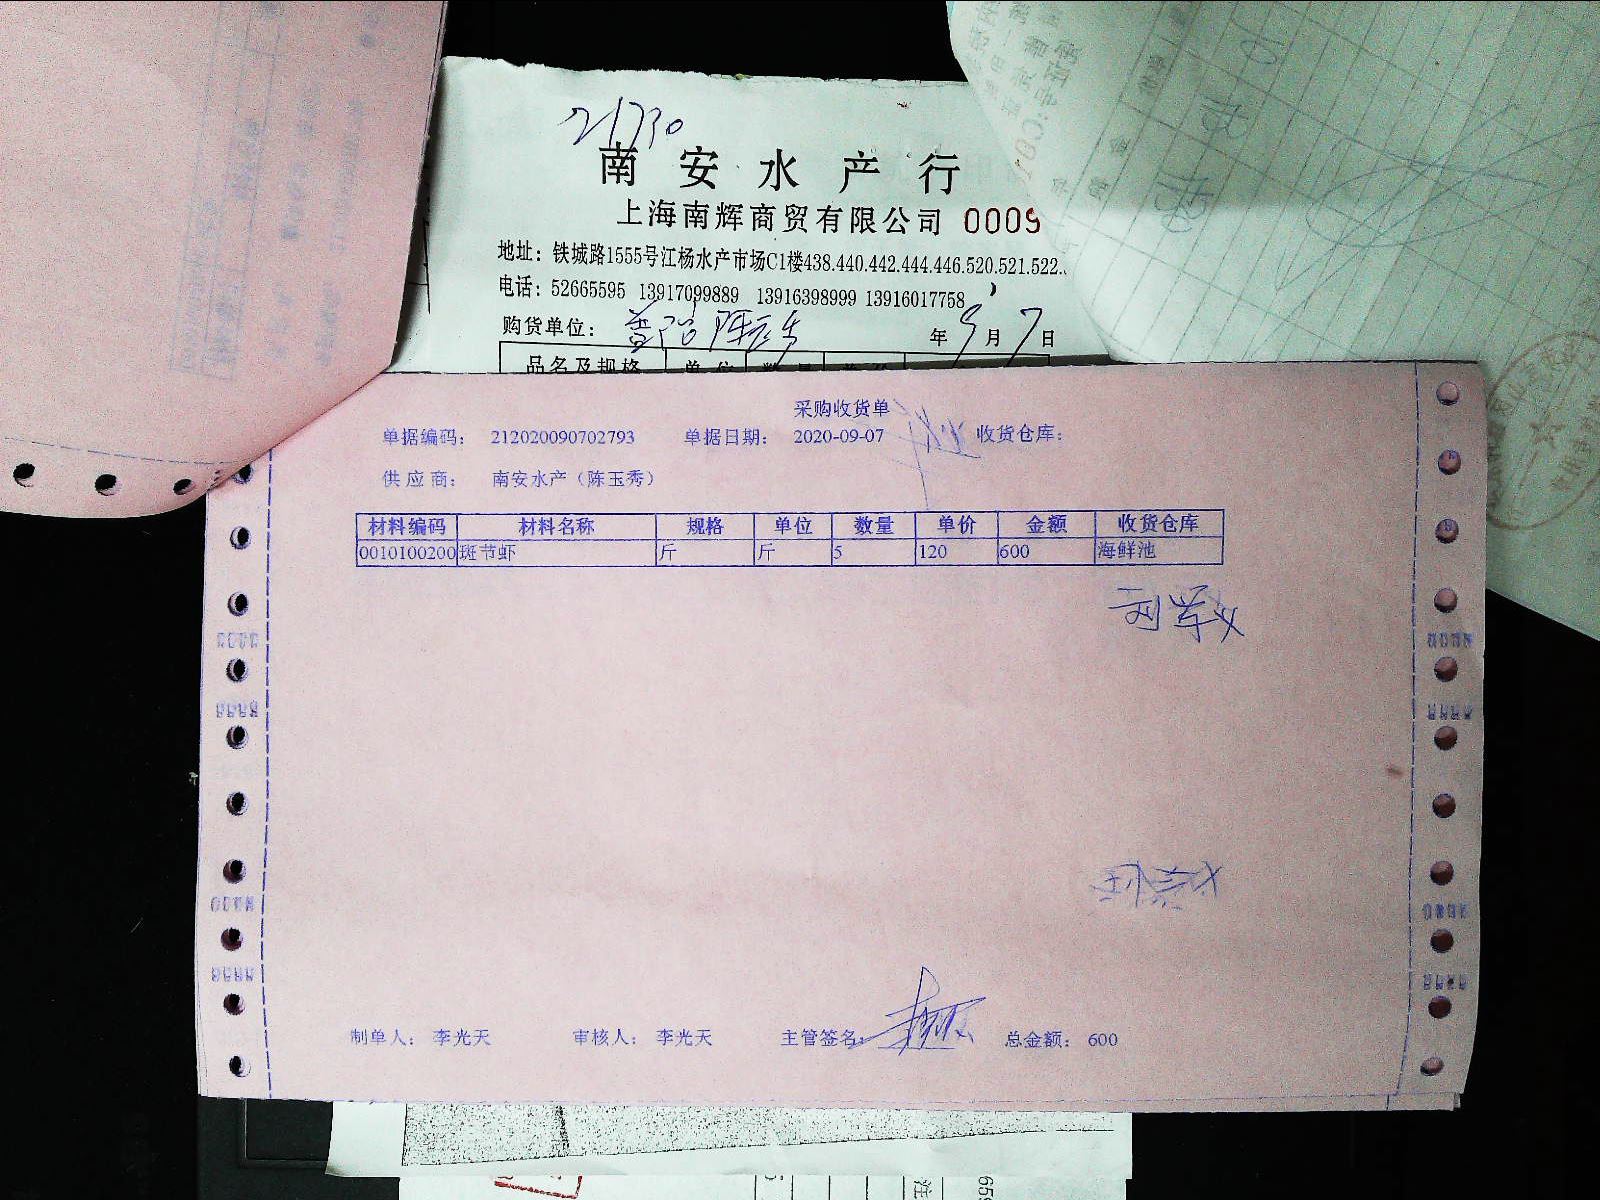 21730
南安水产行
上海南辉商贸有限公司 0009
地址：铁城路1555号江杨水产市场C1楼438.440.442.444.446.520.521.522.
电话：52665595 13917099889 13916398999 13916017758
购货单位： 年 9 月 7 日
品名及规格 单位 数量
采购收货单
单据编码： 212020090702793 单据日期： 2020-09-07 收货仓库：
供应商： 南安水产（陈玉秀）
材料编码 材料名称 规格 单位 数量 单价 金额 收货仓库
0010100200 斑节虾 斤 斤 5 120 600 海鲜池
制单人： 李光天 审核人： 李光天 主管签名： 总金额： 600